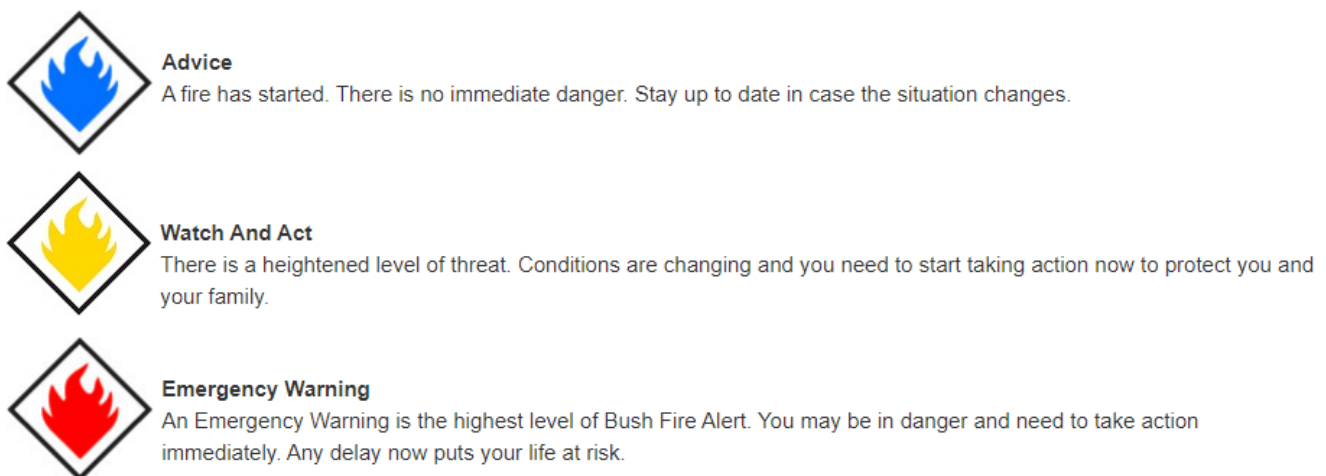 Advice
A fire has started. There is no immediate danger. Stay up to date in case the situation changes.
Watch And Act
There is a heightened level of threat. Conditions are changing and you need to start taking action now to protect you and
your family.
Emergency Warning
An Emergency Warning is the highest level of Bush Fire Alert. You may be in danger and need to take action
immediately. Any delay now puts your life at risk.